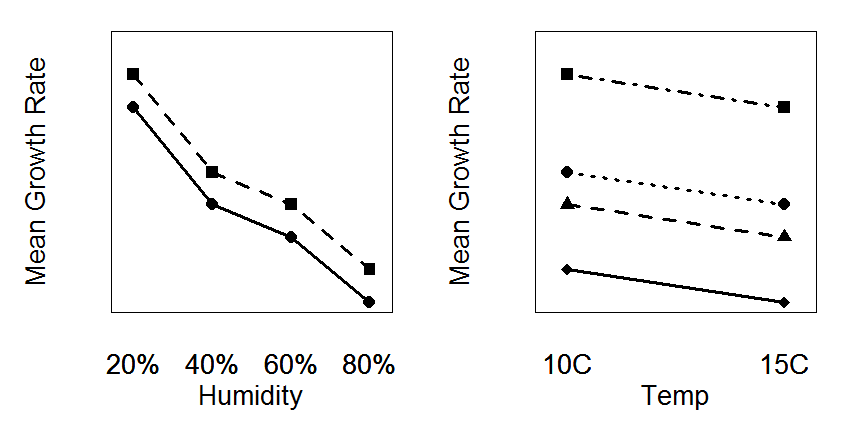 Mean Growth Rate
20% 40% 60% 80%
Humidity
Mean Growth Rate
10C 15C
Temp